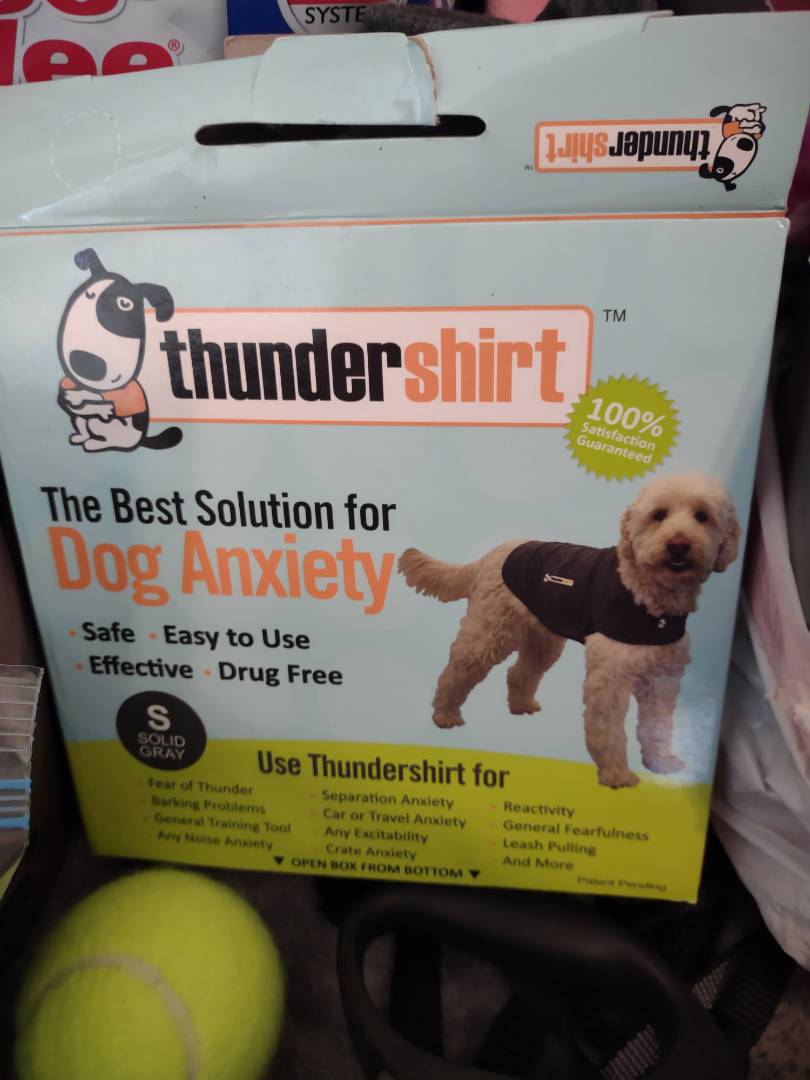 SYSTE
lee®
thundershirt
TM
thundershirt
TM
100%
Satisfaction
Guaranteed
The Best Solution for
Dog Anxiety
• Safe • Easy to Use
• Effective • Drug Free
S
SOLID
GRAY
Use Thundershirt for
Fear of Thunder
Barking Problems
General Training Tool
Any Noise Anxiety
Separation Anxiety
Car or Travel Anxiety
Any Excitability
Crate Anxiety
Reactivity
General Fearfulness
Leash Pulling
And More
▼ OPEN BOX FROM BOTTOM ▼
Patent Pending